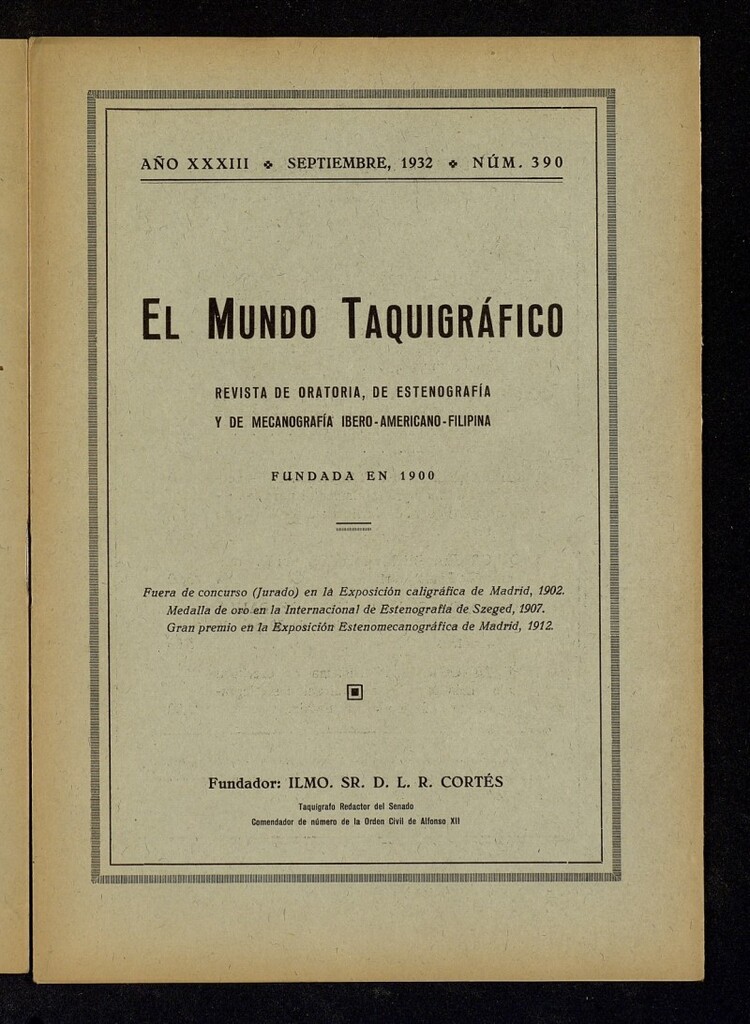 AÑO XXXIII ✤ SEPTIEMBRE, 1932 ✤ NÚM. 390
EL MUNDO TAQUIGRÁFICO
REVISTA DE ORATORIA, DE ESTENOGRAFÍA
Y DE MECANOGRAFÍA IBERO-AMERICANO-FILIPINA
FUNDADA EN 1900
Fuera de concurso (Jurado) en la Exposición caligráfica de Madrid, 1902.
Medalla de oro en la Internacional de Estenografía de Szeged, 1907.
Gran premio en la Exposición Estenomecanográfica de Madrid, 1912.
Fundador: ILMO. SR. D. L. R. CORTÉS
Taquígrafo Redactor del Senado
Comendador de número de la Orden Civil de Alfonso XII